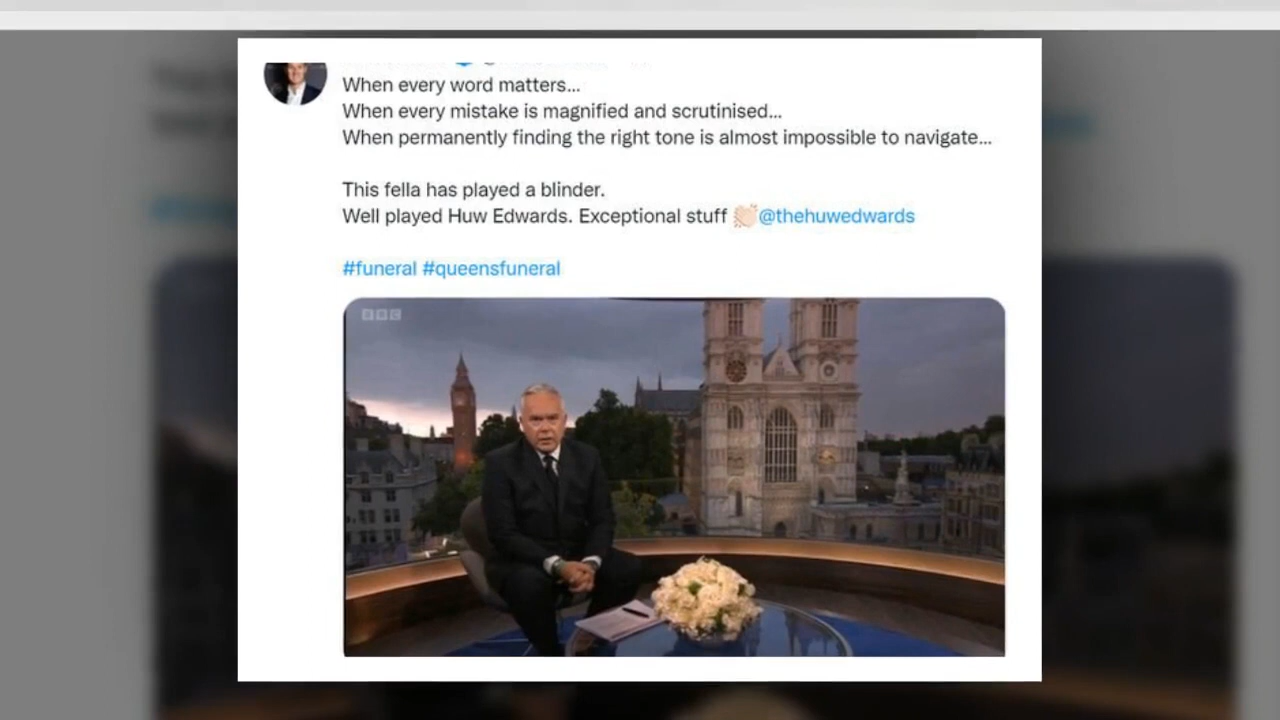 When every word matters...
When every mistake is magnified and scrutinised...
When permanently finding the right tone is almost impossible to navigate...
This fella has played a blinder.
Well played Huw Edwards. Exceptional stuff 👏🏻@thehuwedwards
#funeral #queensfuneral
BBC